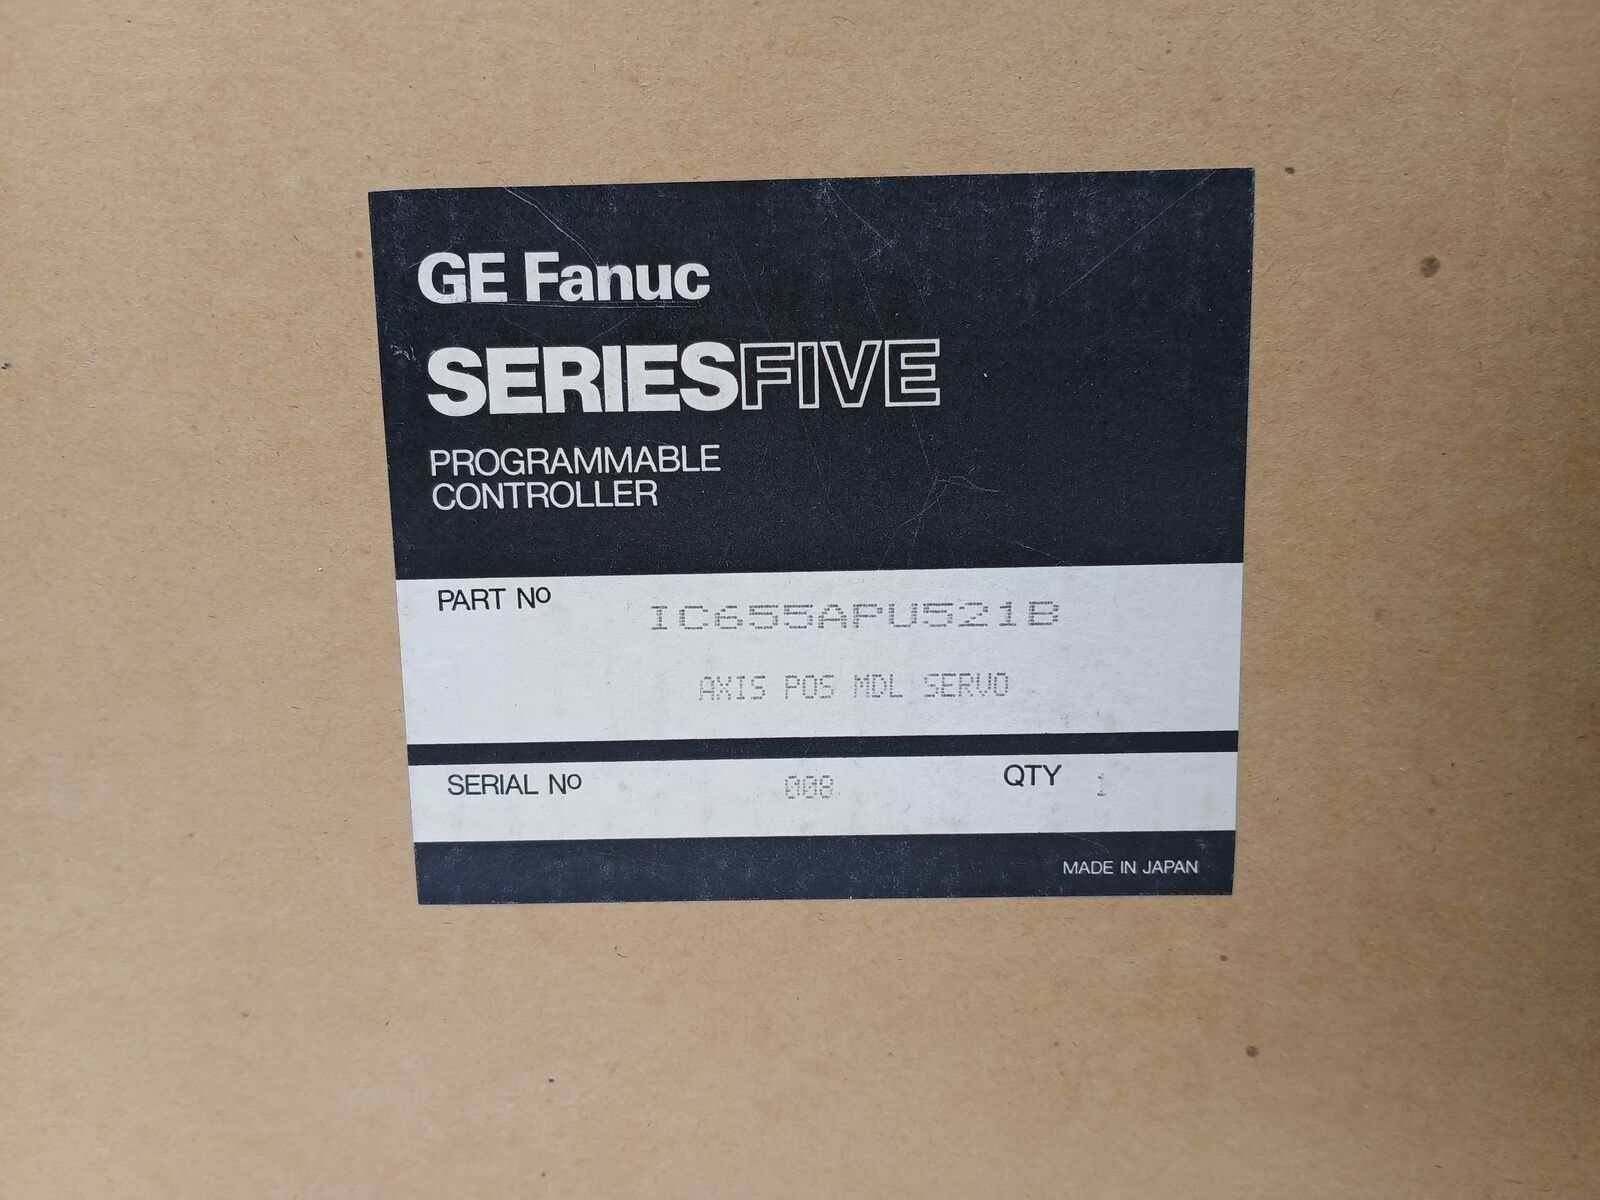 GE Fanuc
SERIESFIVE
PROGRAMMABLE
CONTROLLER
PART Nº
IC655APU521B
AXIS POS MDL SERVO
SERIAL Nº 008 QTY 1
MADE IN JAPAN